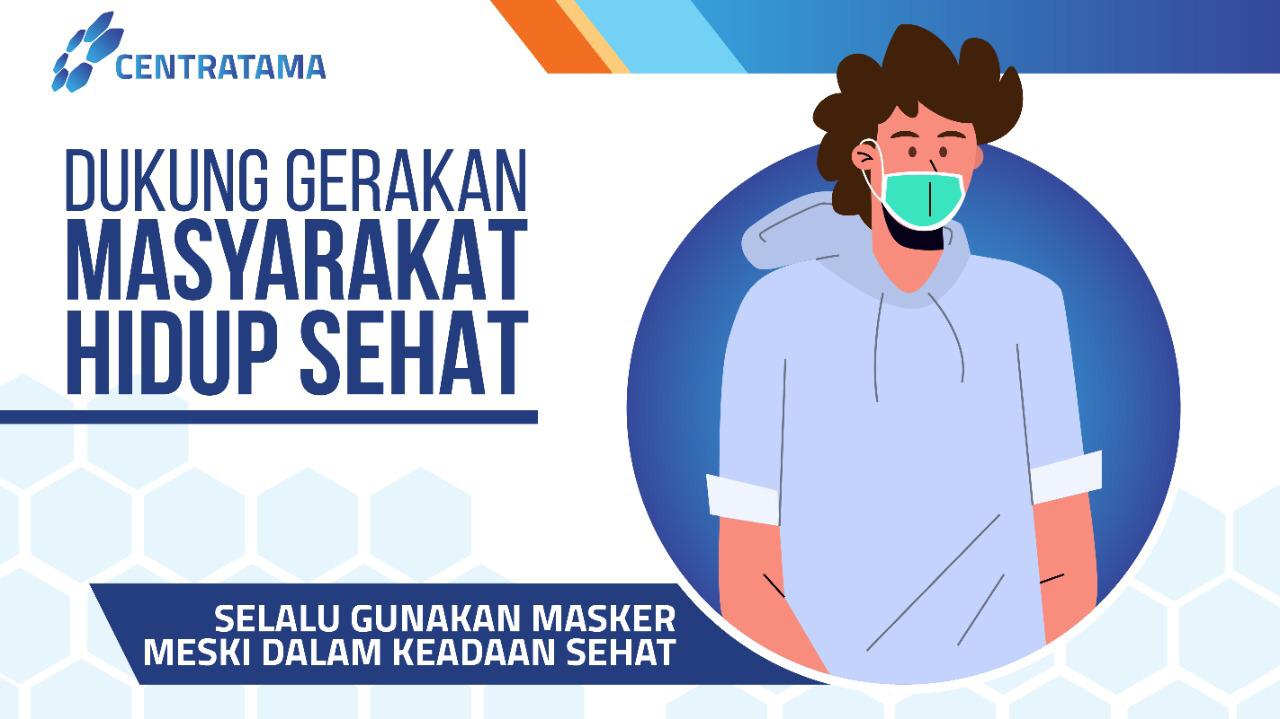 CENTRATAMA
DUKUNG GERAKAN
MASYARAKAT
HIDUP SEHAT
SELALU GUNAKAN MASKER
MESKI DALAM KEADAAN SEHAT